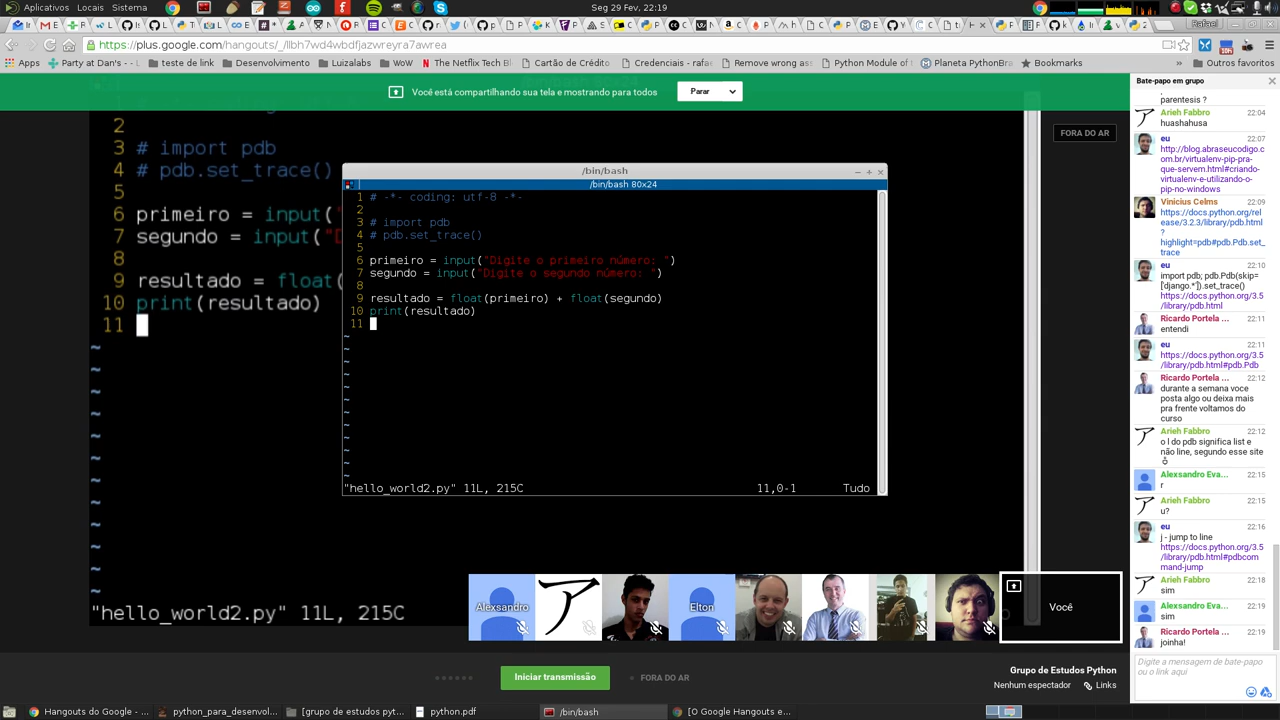 Aplicativos Locais Sistema
Seg 29 Fev, 22:19
Rafael
https://plus.google.com/hangouts/_/llbh7wd4wbdfjazwreyra7awrea
Apps Party at Dan's - - L teste de link Desenvolvimento Luizalabs WoW The Netflix Tech Bl Cartão de Crédito Credenciais - rafae Remove wrong ass Python Module of t Planeta PythonBra Bookmarks » Outros favoritos
Você está compartilhando sua tela e mostrando para todos
Parar
FORA DO AR
2
3 # import pdb
4 # pdb.set_trace()
5
6 primeiro = input("
7 segundo = input("D
8
9 resultado = float(
10 print(resultado)
11
~
~
~
~
~
~
~
"hello_world2.py" 11L, 215C
/bin/bash
/bin/bash 80x24
1 # -*- coding: utf-8 -*-
2
3 # import pdb
4 # pdb.set_trace()
5
6 primeiro = input("Digite o primeiro número: ")
7 segundo = input("Digite o segundo número: ")
8
9 resultado = float(primeiro) + float(segundo)
10 print(resultado)
11
~
~
~
~
~
~
~
~
~
~
~
~
"hello_world2.py" 11L, 215C 11,0-1 Tudo
Alexsandro
Elton
Você
Iniciar transmissão
FORA DO AR
Grupo de Estudos Python
Nenhum espectador Links
Bate-papo em grupo
parentesis ?
Arieh Fabbro 22:04
huashahusa
eu 22:07
http://blog.abraseucodigo.c
om.br/virtualenv-pip-pra-
que-servem.html#criando-
virtualenv-e-utilizando-o-
pip-no-windows
Vinicius Celms 22:09
https://docs.python.org/rel
ease/3.2.3/library/pdb.html
?
highlight=pdb#pdb.Pdb.set_
trace
eu 22:10
import pdb; pdb.Pdb(skip=
['django.*']).set_trace()
https://docs.python.org/3.5
/library/pdb.html
Ricardo Portela ... 22:11
entendi
eu 22:11
https://docs.python.org/3.5
/library/pdb.html#pdb.Pdb
Ricardo Portela ... 22:12
durante a semana voce
posta algo ou deixa mais
pra frente voltamos do
curso
Arieh Fabbro 22:12
o l do pdb significa list e
não line, segundo esse site
Alexsandro Eva... 22:15
r
Arieh Fabbro 22:15
u?
eu 22:16
j - jump to line
https://docs.python.org/3.5
/library/pdb.html#pdbcom
mand-jump
Arieh Fabbro 22:18
sim
Alexsandro Eva... 22:19
sim
Ricardo Portela ... 22:19
joinha!
Digite a mensagem de bate-papo
ou o link aqui
Hangouts do Google - ... python_para_desenvol... [grupo de estudos pyt... python.pdf /bin/bash [O Google Hangouts e...